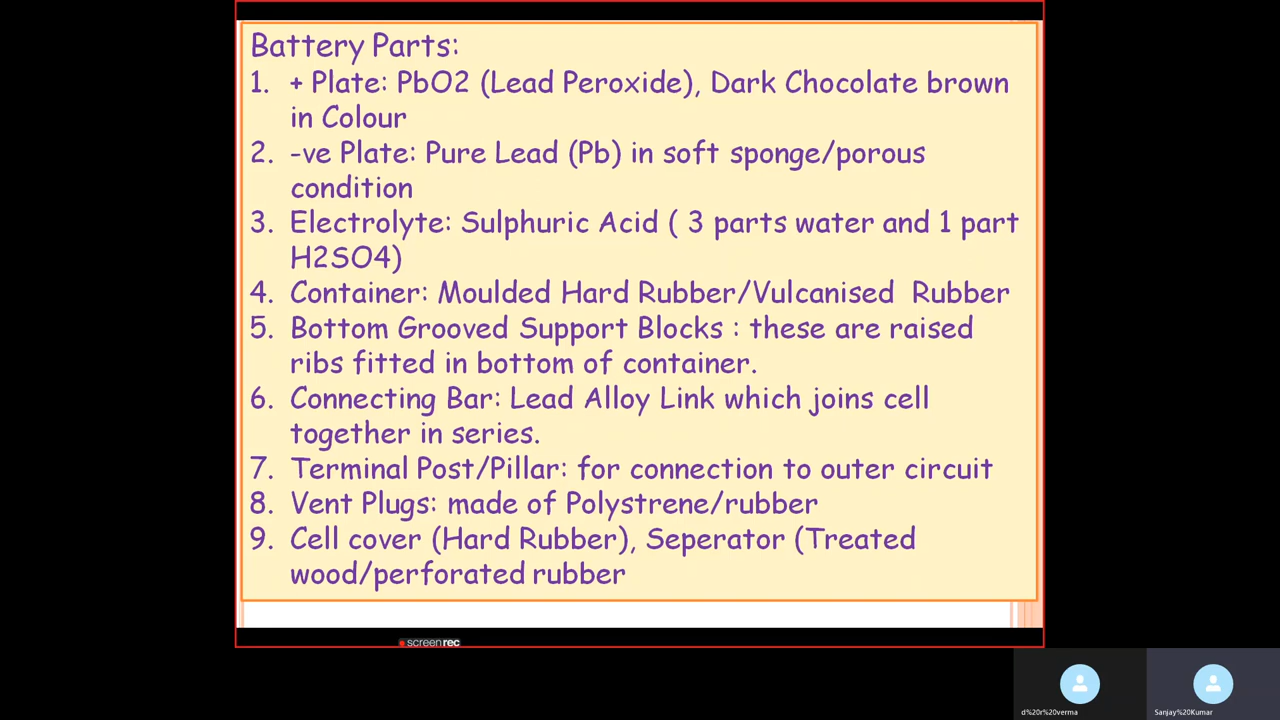 Battery Parts:
1. + Plate: PbO2 (Lead Peroxide), Dark Chocolate brown
in Colour
2. -ve Plate: Pure Lead (Pb) in soft sponge/porous
condition
3. Electrolyte: Sulphuric Acid ( 3 parts water and 1 part
H2SO4)
4. Container: Moulded Hard Rubber/Vulcanised Rubber
5. Bottom Grooved Support Blocks : these are raised
ribs fitted in bottom of container.
6. Connecting Bar: Lead Alloy Link which joins cell
together in series.
7. Terminal Post/Pillar: for connection to outer circuit
8. Vent Plugs: made of Polystrene/rubber
9. Cell cover (Hard Rubber), Seperator (Treated
wood/perforated rubber
screenrec
d%20r%20verma
Sanjay%20Kumar